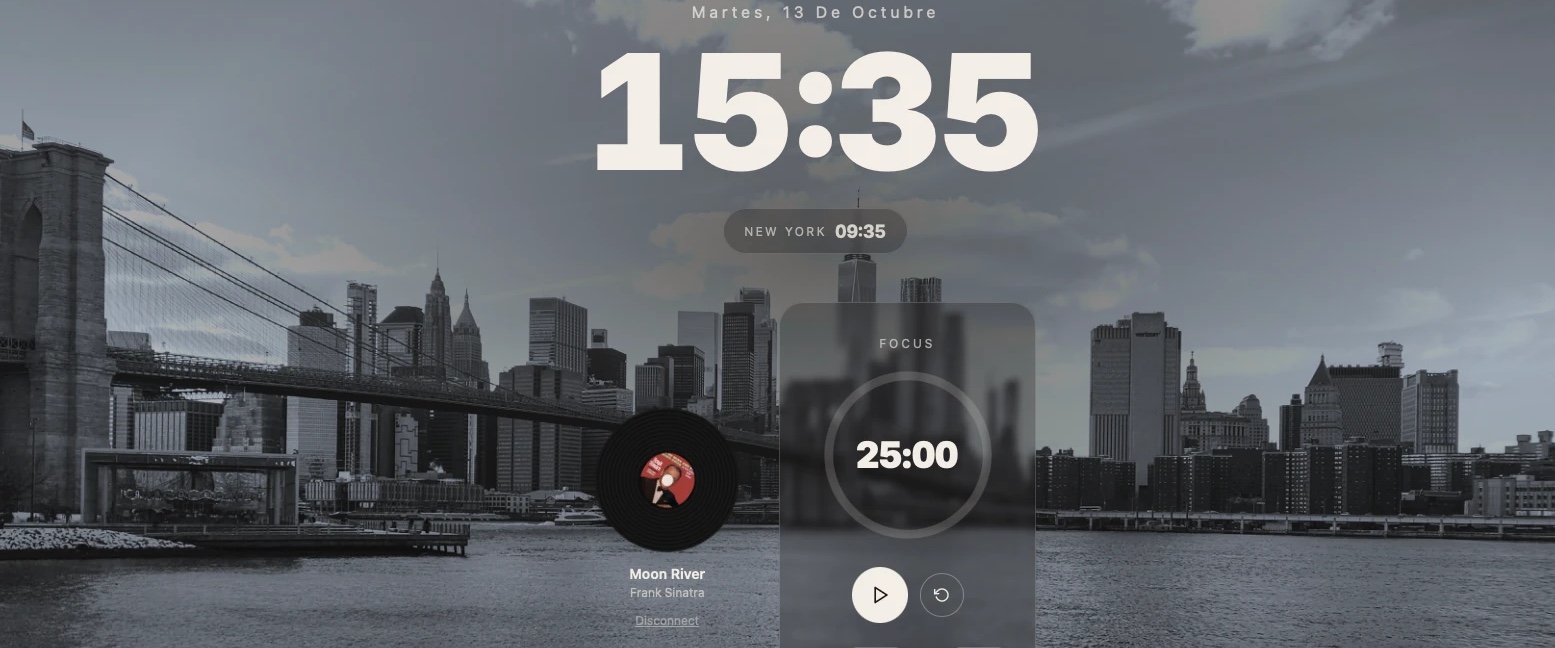 Martes, 13 De Octubre
15:35
NEW YORK 09:35
FOCUS
25:00
Moon River
Frank Sinatra
Disconnect